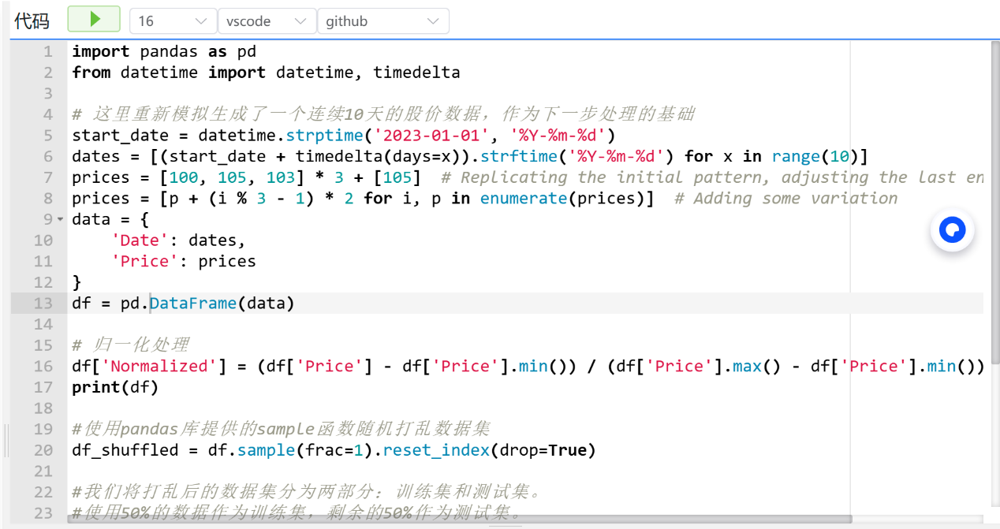 代码 16 vscode github
1 import pandas as pd
2 from datetime import datetime, timedelta
3
4 # 这里重新模拟生成了一个连续10天的股价数据，作为下一步处理的基础
5 start_date = datetime.strptime('2023-01-01', '%Y-%m-%d')
6 dates = [(start_date + timedelta(days=x)).strftime('%Y-%m-%d') for x in range(10)]
7 prices = [100, 105, 103] * 3 + [105]  # Replicating the initial pattern, adjusting the last en
8 prices = [p + (i % 3 - 1) * 2 for i, p in enumerate(prices)]  # Adding some variation
9 data = {
10     'Date': dates,
11     'Price': prices
12 }
13 df = pd.DataFrame(data)
14
15 # 归一化处理
16 df['Normalized'] = (df['Price'] - df['Price'].min()) / (df['Price'].max() - df['Price'].min())
17 print(df)
18
19 #使用pandas库提供的sample函数随机打乱数据集
20 df_shuffled = df.sample(frac=1).reset_index(drop=True)
21
22 #我们将打乱后的数据集分为两部分：训练集和测试集。
23 #使用50%的数据作为训练集，剩余的50%作为测试集。